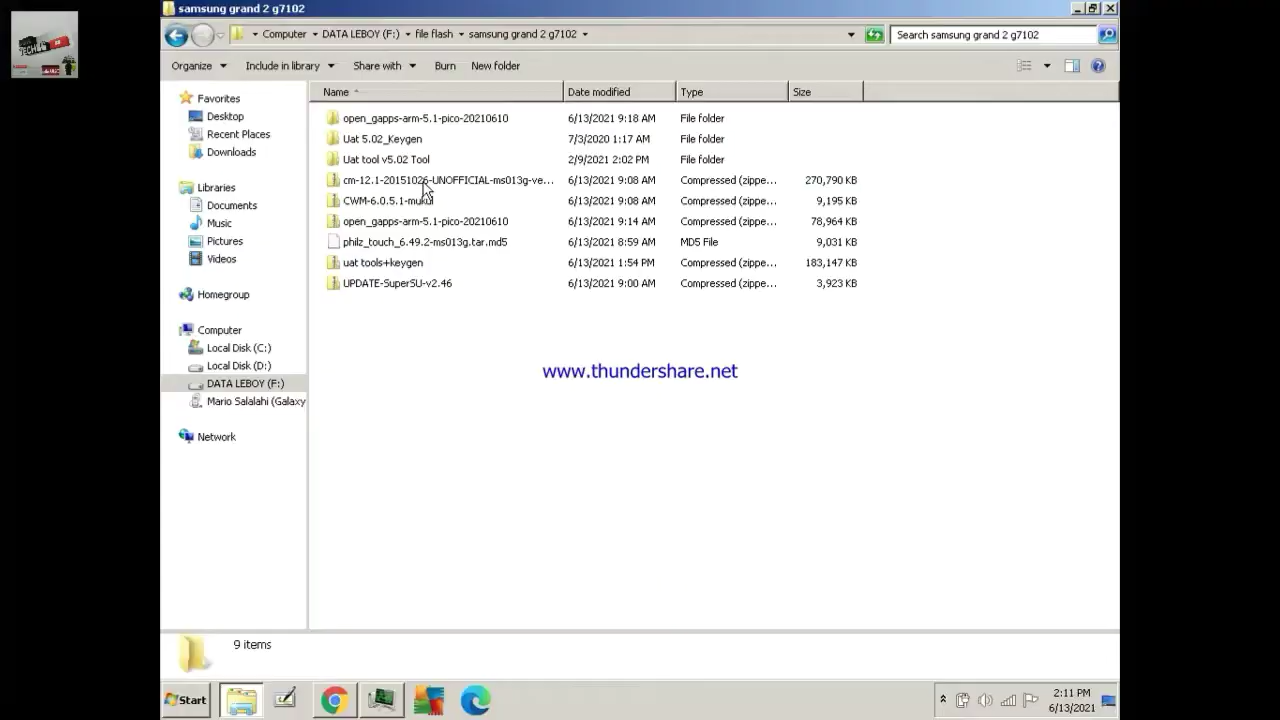 samsung grand 2 g7102
Computer DATA LEBOY (F:) file flash samsung grand 2 g7102
Search samsung grand 2 g7102
Organize Include in library Share with Burn New folder
Name Date modified Type Size
open_gapps-arm-5.1-pico-20210610 6/13/2021 9:18 AM File folder
Uat 5.02_Keygen 7/3/2020 1:17 AM File folder
Uat tool v5.02 Tool 2/9/2021 2:02 PM File folder
cm-12.1-20151026-UNOFFICIAL-ms013g-ve... 6/13/2021 9:08 AM Compressed (zippe... 270,790 KB
CWM-6.0.5.1-mukul 6/13/2021 9:08 AM Compressed (zippe... 9,195 KB
open_gapps-arm-5.1-pico-20210610 6/13/2021 9:14 AM Compressed (zippe... 78,964 KB
philz_touch_6.49.2-ms013g.tar.md5 6/13/2021 8:59 AM MD5 File 9,031 KB
uat tools+keygen 6/13/2021 1:54 PM Compressed (zippe... 183,147 KB
UPDATE-SuperSU-v2.46 6/13/2021 9:00 AM Compressed (zippe... 3,923 KB
Favorites
Desktop
Recent Places
Downloads
Libraries
Documents
Music
Pictures
Videos
Homegroup
Computer
Local Disk (C:)
Local Disk (D:)
DATA LEBOY (F:)
Mario Salalahi (Galaxy
Network
www.thundershare.net
9 items
Start
2:11 PM
6/13/2021